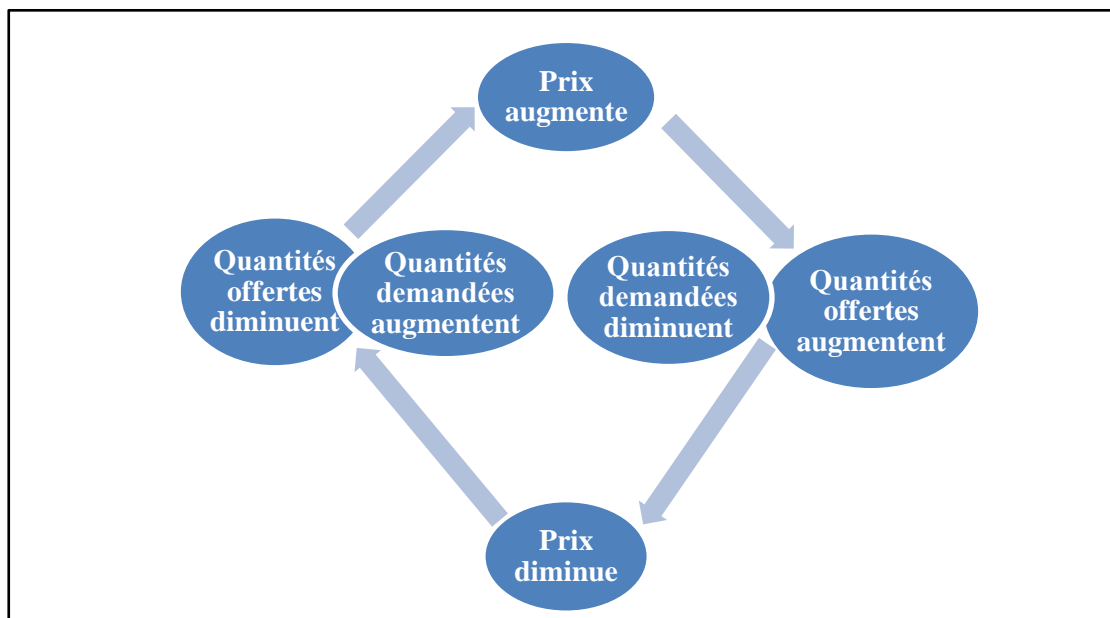 Prix
augmente
Quantités
offertes
diminuent
Quantités
demandées
augmentent
Quantités
demandées
diminuent
Quantités
offertes
augmentent
Prix
diminue